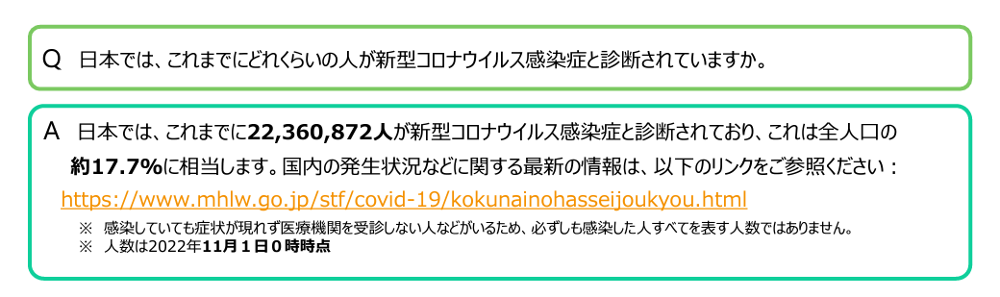 Q 日本では、これまでにどれくらいの人が新型コロナウイルス感染症と診断されていますか。
A 日本では、これまでに22,360,872人が新型コロナウイルス感染症と診断されており、これは全人口の
約17.7%に相当します。国内の発生状況などに関する最新の情報は、以下のリンクをご参照ください：
https://www.mhlw.go.jp/stf/covid-19/kokunainohasseijoukyou.html
※ 感染していても症状が現れず医療機関を受診しない人などがいるため、必ずしも感染した人すべてを表す人数ではありません。
※ 人数は2022年11月１日０時時点